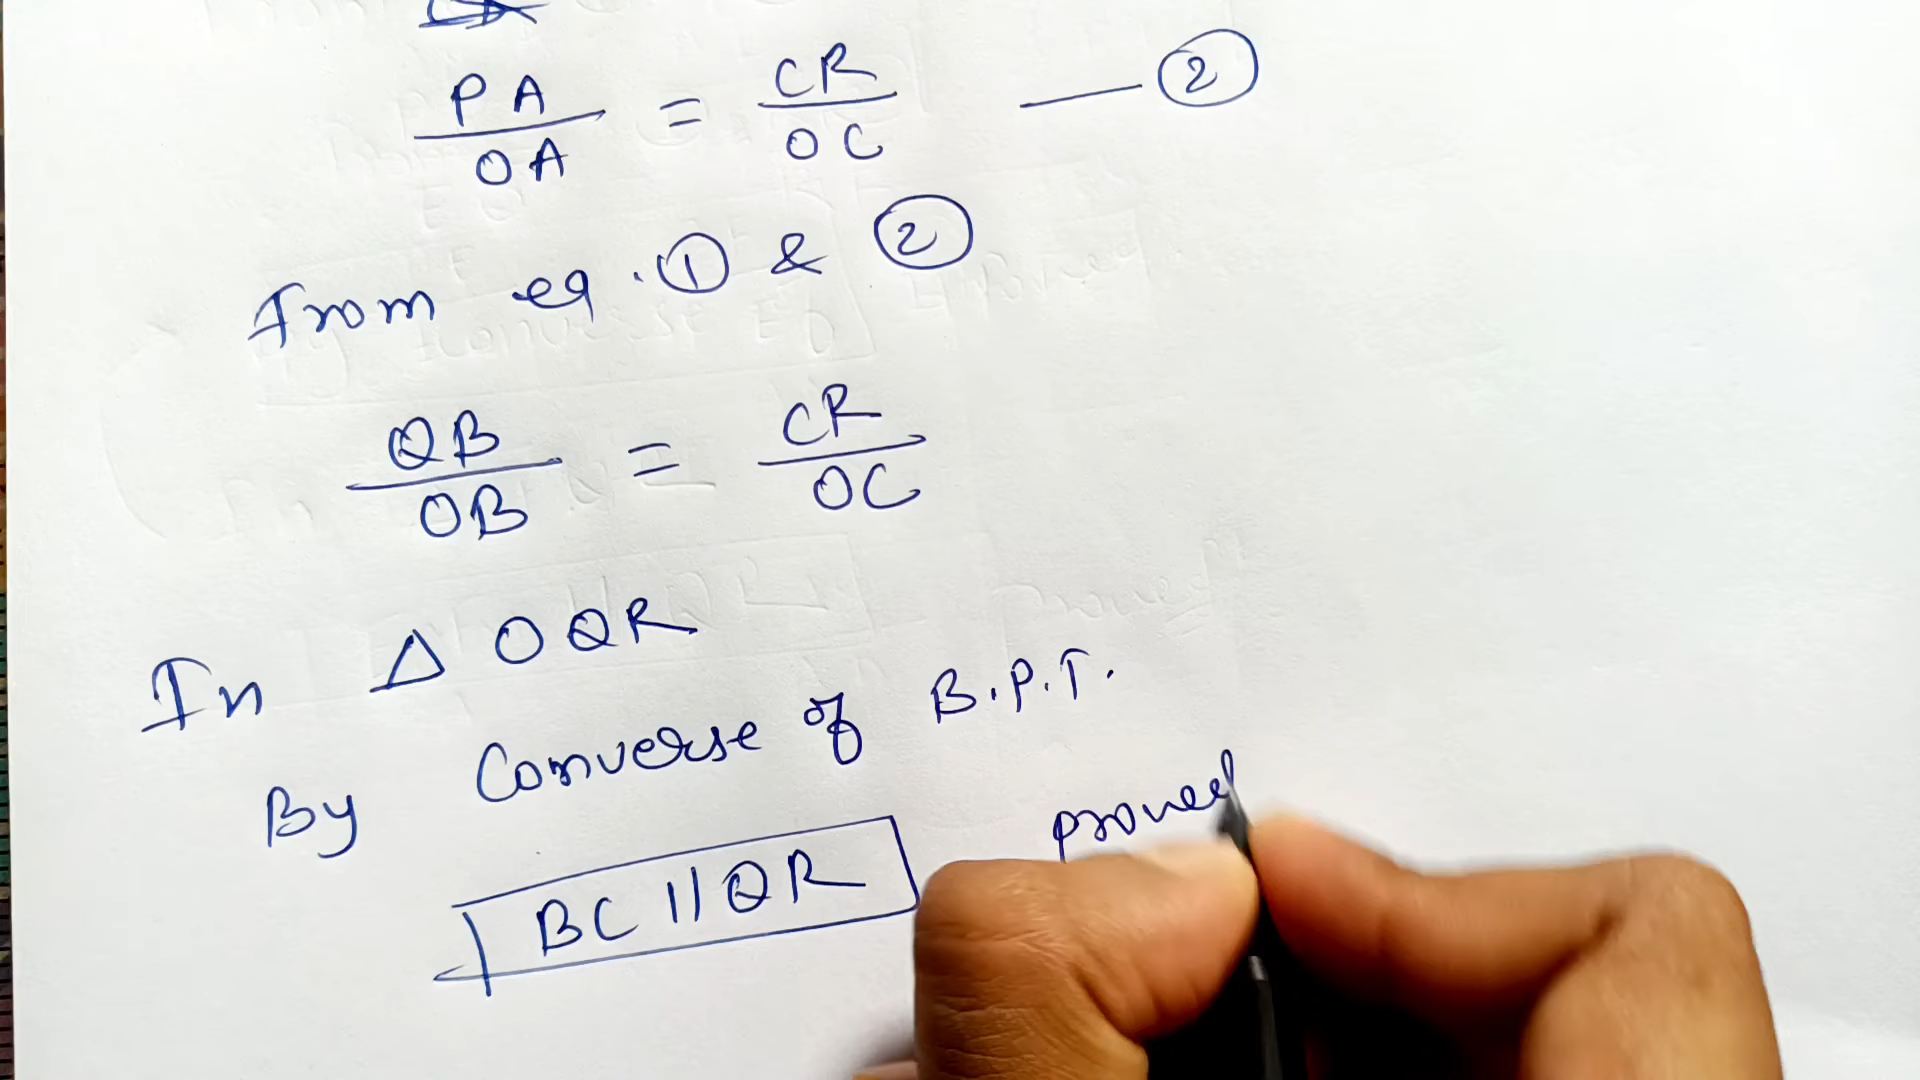 PA/OA = CR/OC — ②
From eq. ① & ②
QB/OB = CR/OC
In △ OQR
By Converse of B.P.T.
BC || QR proved